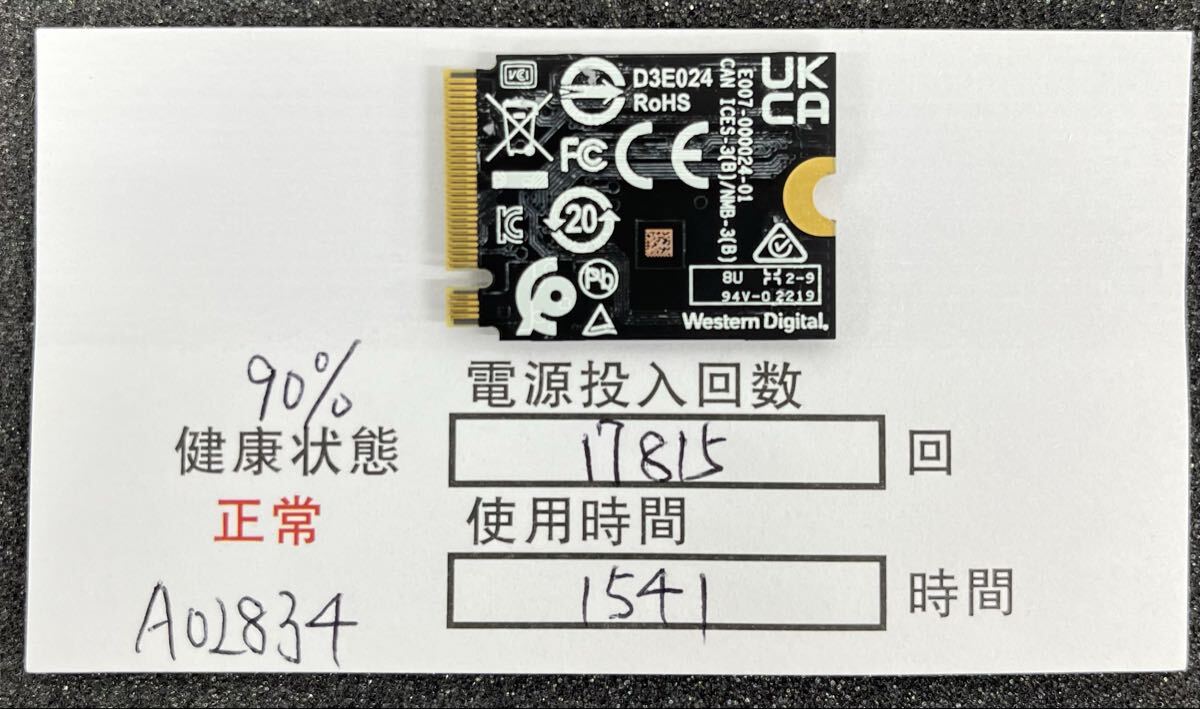 VCI
D3E024
RoHS
UK
CA
E007-000024-01
CAN ICES-3(B)/NMB-3(B)
FC
CE
20
Pb
8U 2-9
94V-0 2219
Western Digital.
90%
健康状態
正常
A02834
電源投入回数
17815 回
使用時間
1541 時間